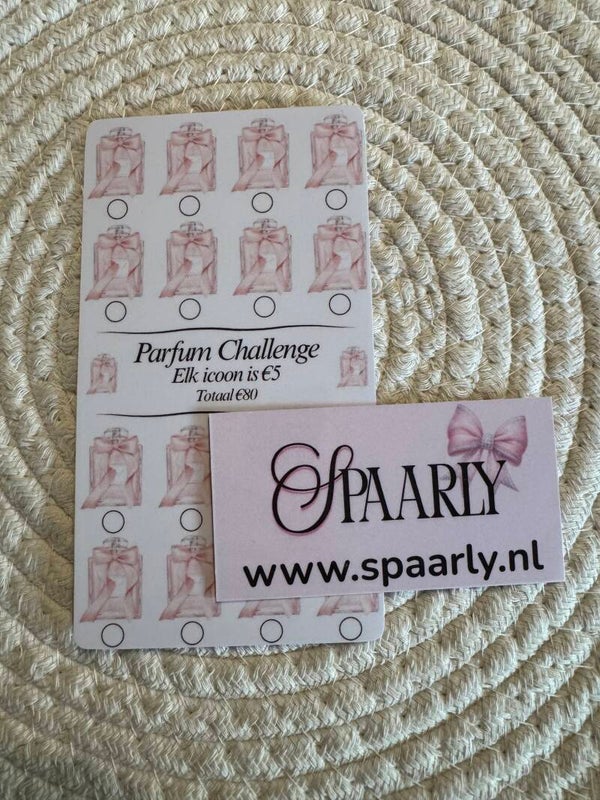 Parfum Challenge
Elk icoon is €5
Totaal €80
SPAARLY
www.spaarly.nl